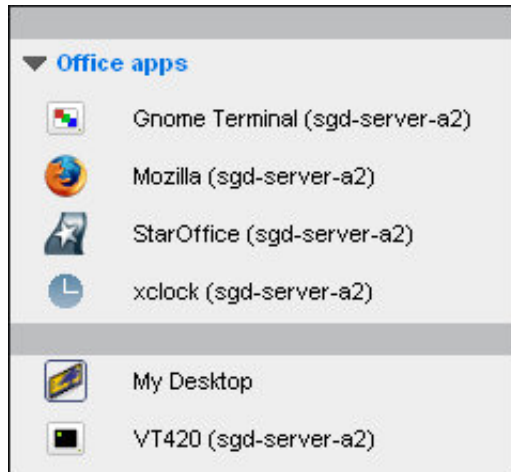 Office apps
Gnome Terminal (sgd-server-a2)
Mozilla (sgd-server-a2)
StarOffice (sgd-server-a2)
xclock (sgd-server-a2)
My Desktop
VT420 (sgd-server-a2)